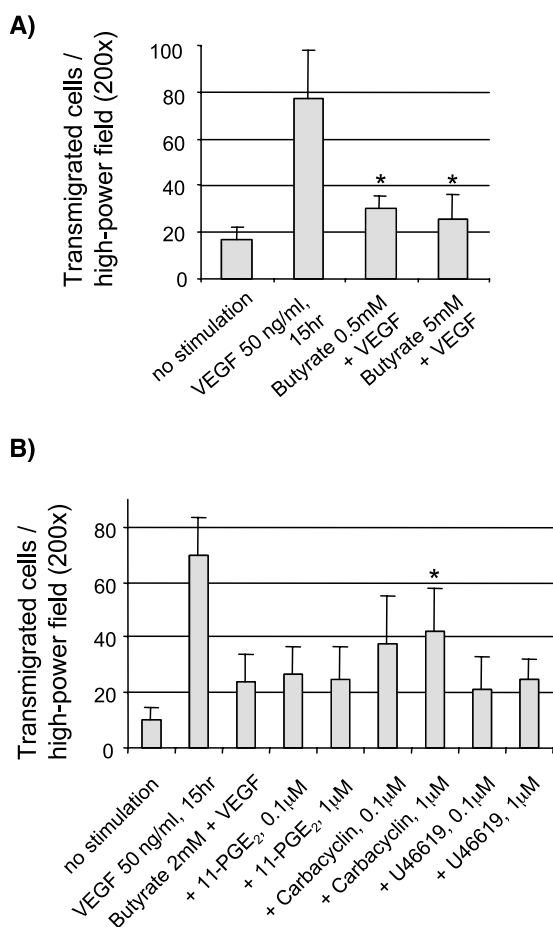 A)
Transmigrated cells /
high-power field (200x)
100
80
60
40
20
0
* *
no stimulation
VEGF 50 ng/ml,
15hr
Butyrate 0.5mM
+ VEGF
Butyrate 5mM
+ VEGF
B)
Transmigrated cells /
high-power field (200x)
80
60
40
20
0
*
no stimulation
VEGF 50 ng/ml, 15hr
Butyrate 2mM + VEGF
+ 11-PGE₂, 0.1µM
+ 11-PGE₂, 1µM
+ Carbacyclin, 0.1µM
+ Carbacyclin, 1µM
+ U46619, 0.1µM
+ U46619, 1µM